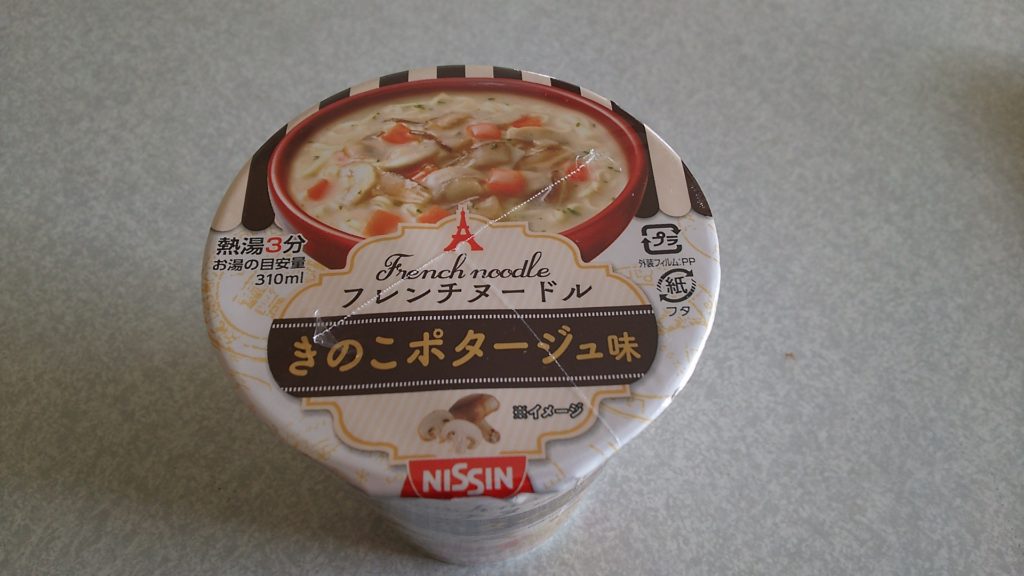 熱湯3分
お湯の目安量
310ml
プラ
外装フィルム:PP
紙
フタ
French noodle
フレンチヌードル
きのこポタージュ味
※イメージ
NISSIN